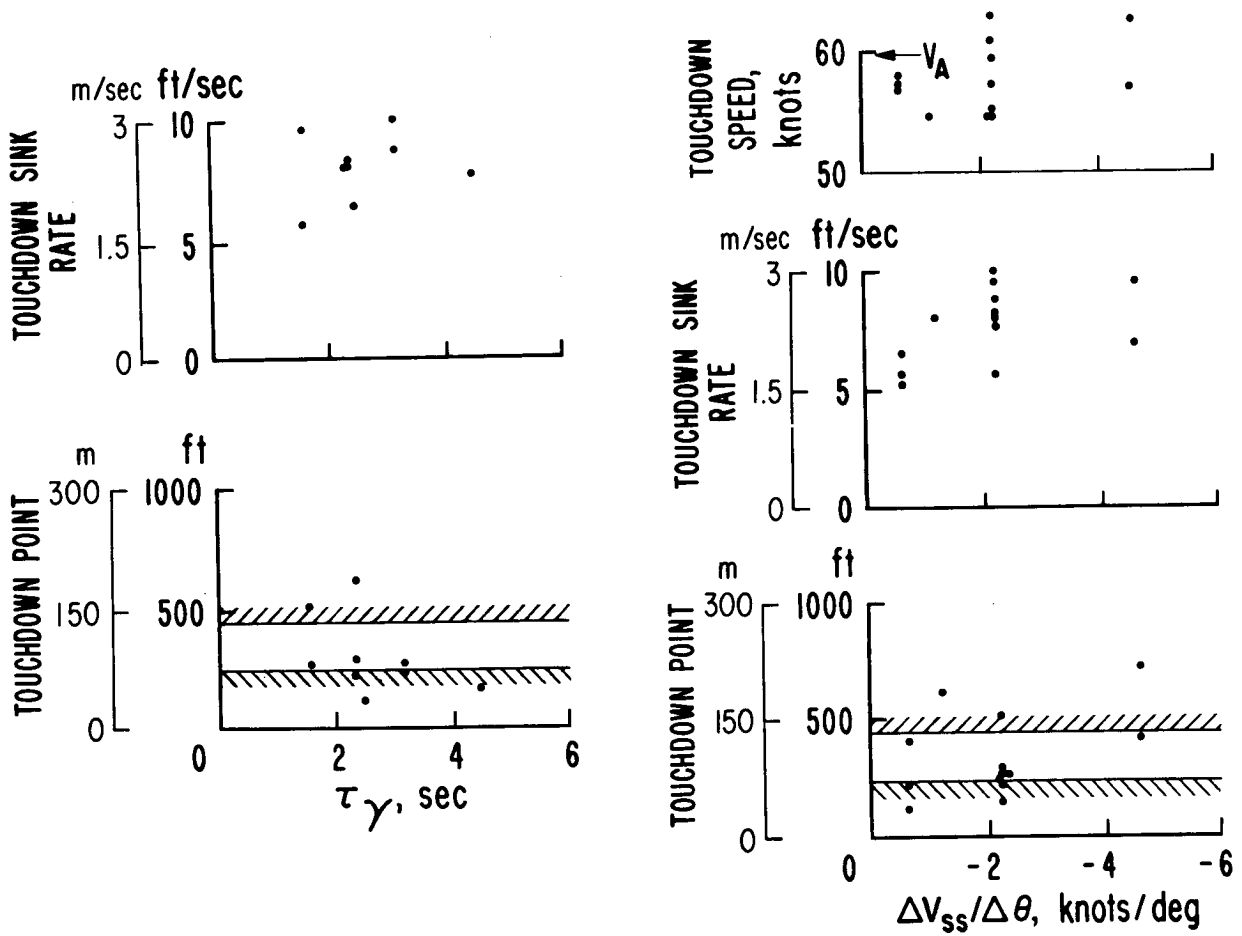 m/sec ft/sec
TOUCHDOWN SINK
RATE
3
10
1.5
5
0
0
m
ft
TOUCHDOWN POINT
300
1000
150
500
0
0
2
4
6
τγ, sec
TOUCHDOWN
SPEED,
knots
60
VA
50
m/sec ft/sec
TOUCHDOWN SINK
RATE
3
10
1.5
5
0
0
m
ft
TOUCHDOWN POINT
300
1000
150
500
0
0
-2
-4
-6
ΔVss/Δθ, knots/deg